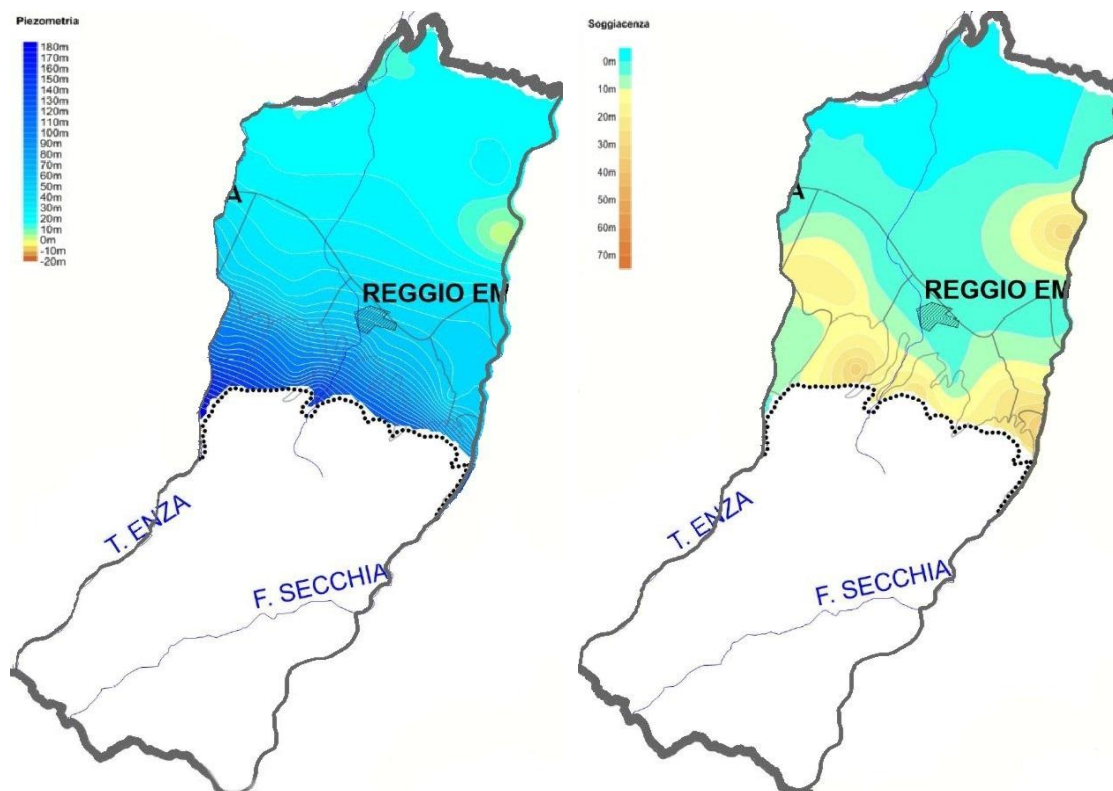 Piezometria
180m
170m
160m
150m
140m
130m
120m
110m
100m
90m
80m
70m
60m
50m
40m
30m
20m
10m
0m
-10m
-20m
A
REGGIO EM
T. ENZA
F. SECCHIA
Soggiacenza
0m
10m
20m
30m
40m
50m
60m
70m
A
REGGIO EM
T. ENZA
F. SECCHIA